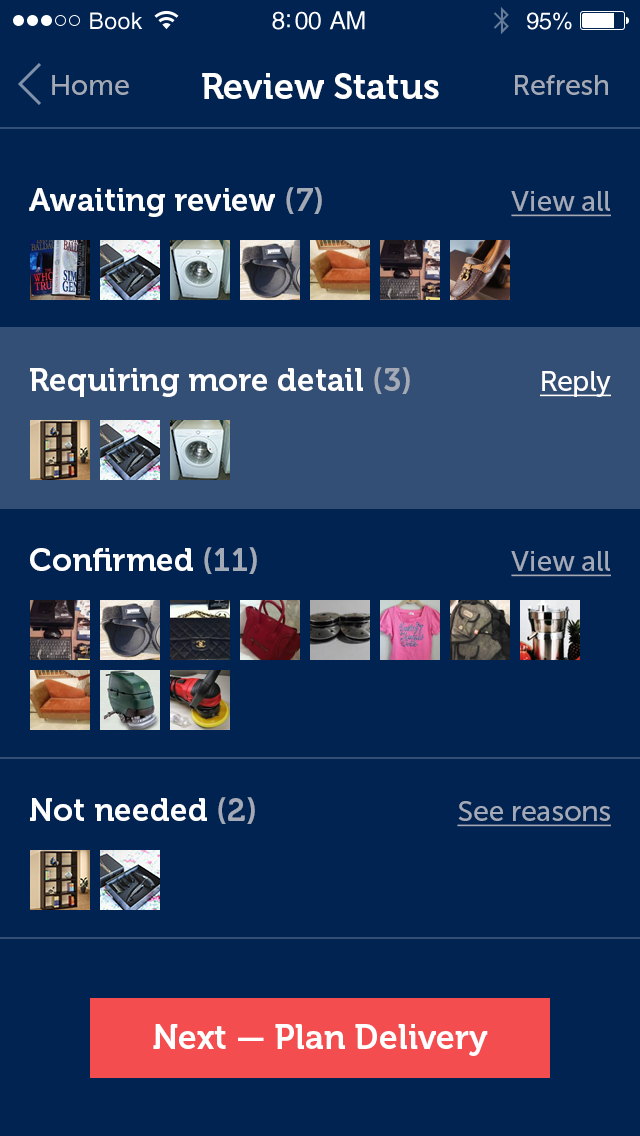 Book 8:00 AM 95%
Home Review Status Refresh
Awaiting review (7) View all
Requiring more detail (3) Reply
Confirmed (11) View all
Not needed (2) See reasons
Next — Plan Delivery